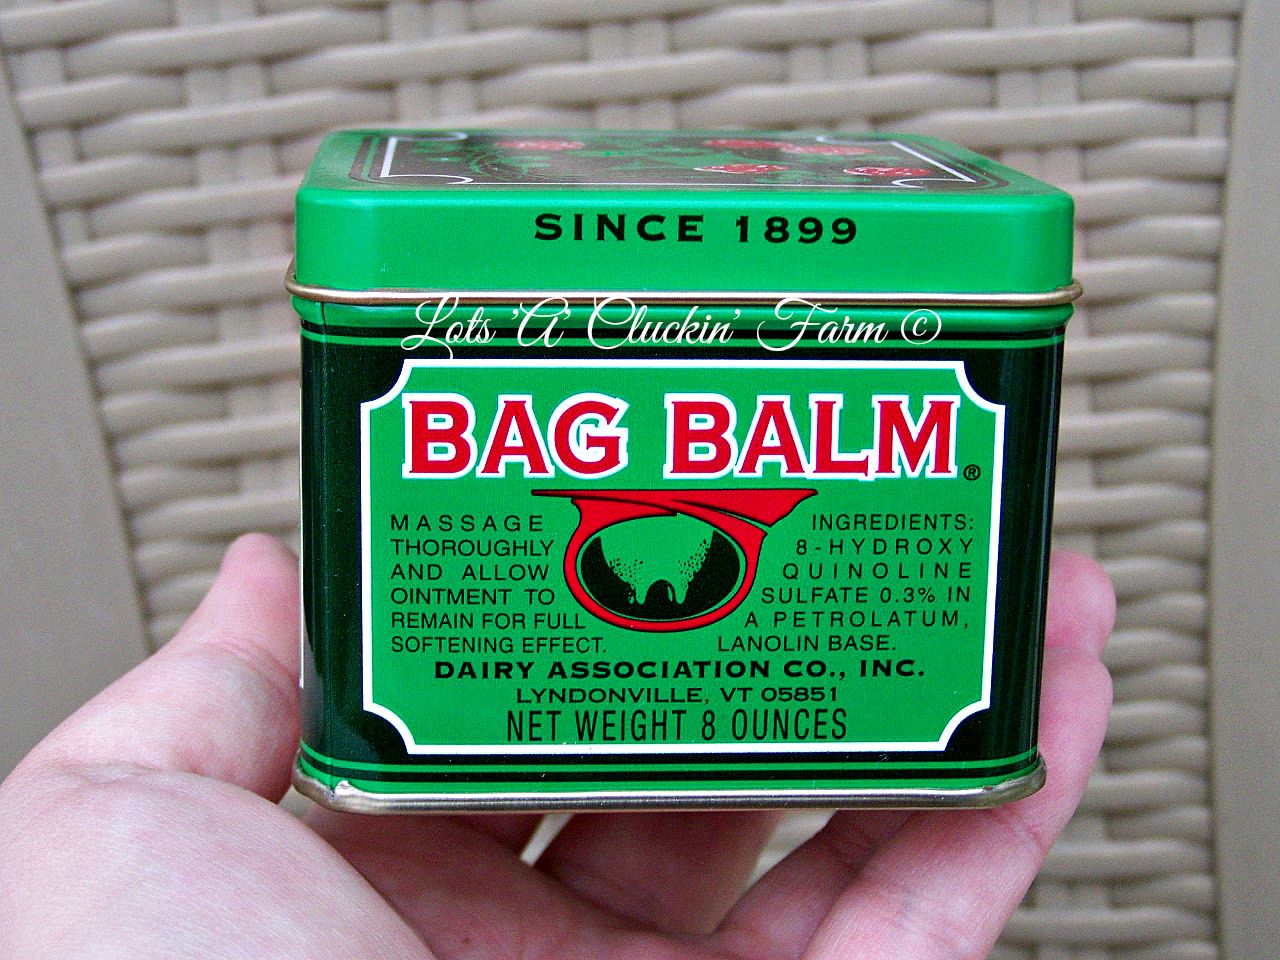 SINCE 1899
Lots 'A' Cluckin' Farm ©
BAG BALM®
MASSAGE
THOROUGHLY
AND ALLOW
OINTMENT TO
REMAIN FOR FULL
SOFTENING EFFECT.
INGREDIENTS:
8-HYDROXY
QUINOLINE
SULFATE 0.3% IN
A PETROLATUM,
LANOLIN BASE.
DAIRY ASSOCIATION CO., INC.
LYNDONVILLE, VT 05851
NET WEIGHT 8 OUNCES